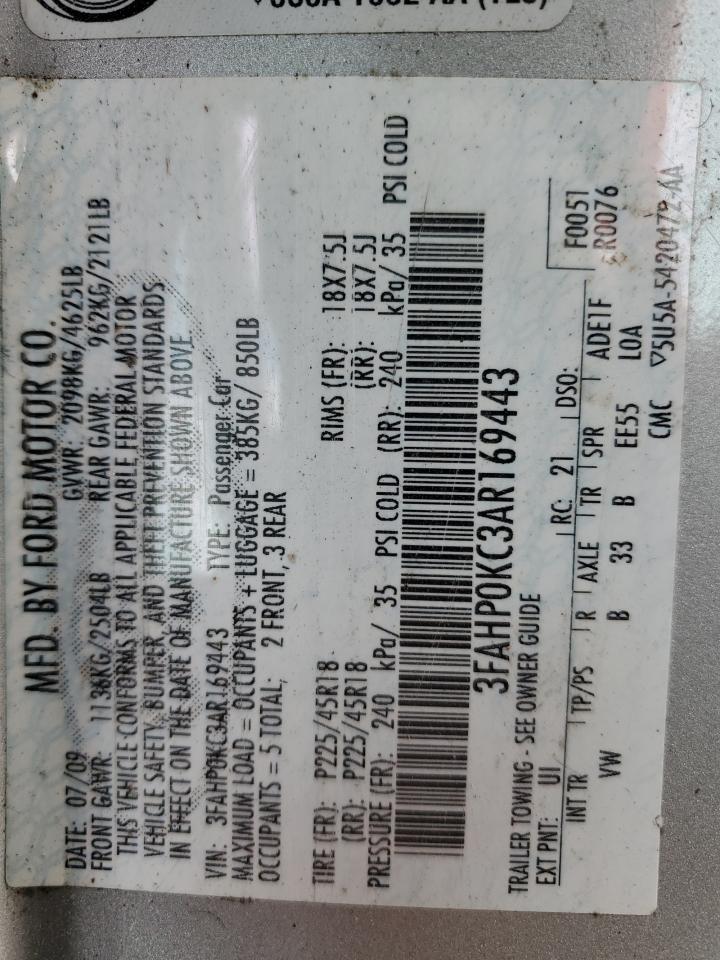 MFD. BY FORD MOTOR CO.
DATE: 07/09 GVWR: 2098KG/4625LB
FRONT GAWR: 1136KG/2504LB REAR GAWR: 962KG/2121LB
THIS VEHICLE CONFORMS TO ALL APPLICABLE FEDERAL MOTOR
VEHICLE SAFETY, BUMPER, AND THEFT PREVENTION STANDARDS
IN EFFECT ON THE DATE OF MANUFACTURE SHOWN ABOVE.
VIN: 3FAHP0KC3AR169443 TYPE: Passenger Car
MAXIMUM LOAD = OCCUPANTS + LUGGAGE = 385KG/ 850LB
OCCUPANTS = 5 TOTAL; 2 FRONT, 3 REAR
TIRE (FR): P225/45R18 RIMS (FR): 18X7.5J
(RR): P225/45R18 (RR): 18X7.5J
PRESSURE (FR): 240 kPa/ 35 PSI COLD (RR): 240 kPa/ 35 PSI COLD
3FAHP0KC3AR169443
TRAILER TOWING - SEE OWNER GUIDE F0051
EXT PNT: UI RC: 21 DSO: R0076
INT TR TP/PS R AXLE TR SPR ADE1F
VW B 33 B EE55 LOA
CMC ▽5U5A-5420472-AA